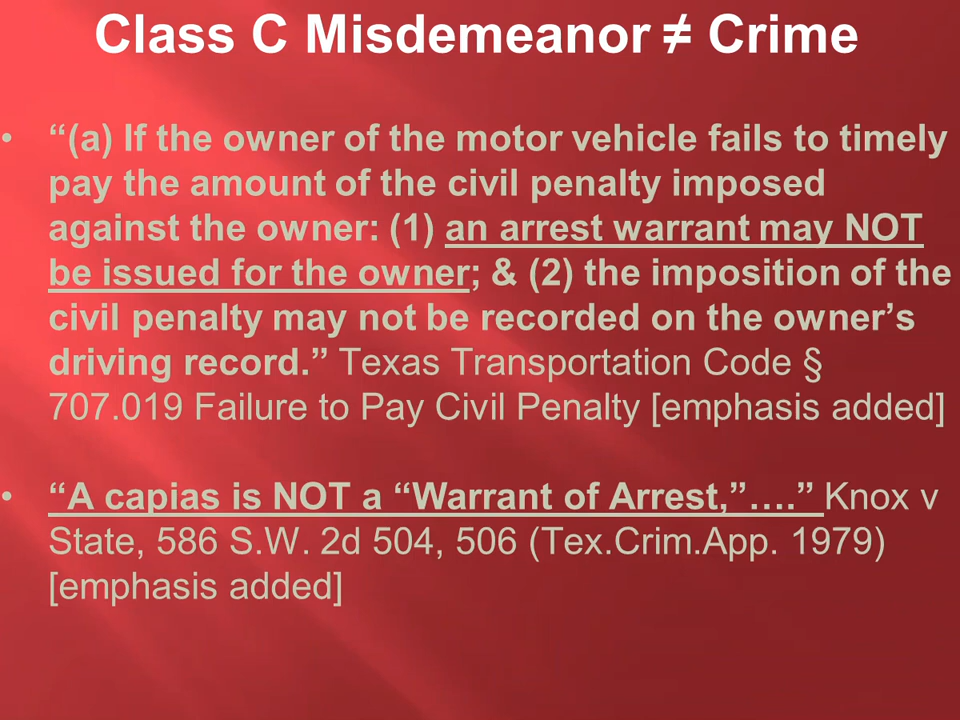 Class C Misdemeanor ≠ Crime
• “(a) If the owner of the motor vehicle fails to timely
pay the amount of the civil penalty imposed
against the owner: (1) an arrest warrant may NOT
be issued for the owner; & (2) the imposition of the
civil penalty may not be recorded on the owner’s
driving record.” Texas Transportation Code §
707.019 Failure to Pay Civil Penalty [emphasis added]
• “A capias is NOT a “Warrant of Arrest,”….” Knox v
State, 586 S.W. 2d 504, 506 (Tex.Crim.App. 1979)
[emphasis added]